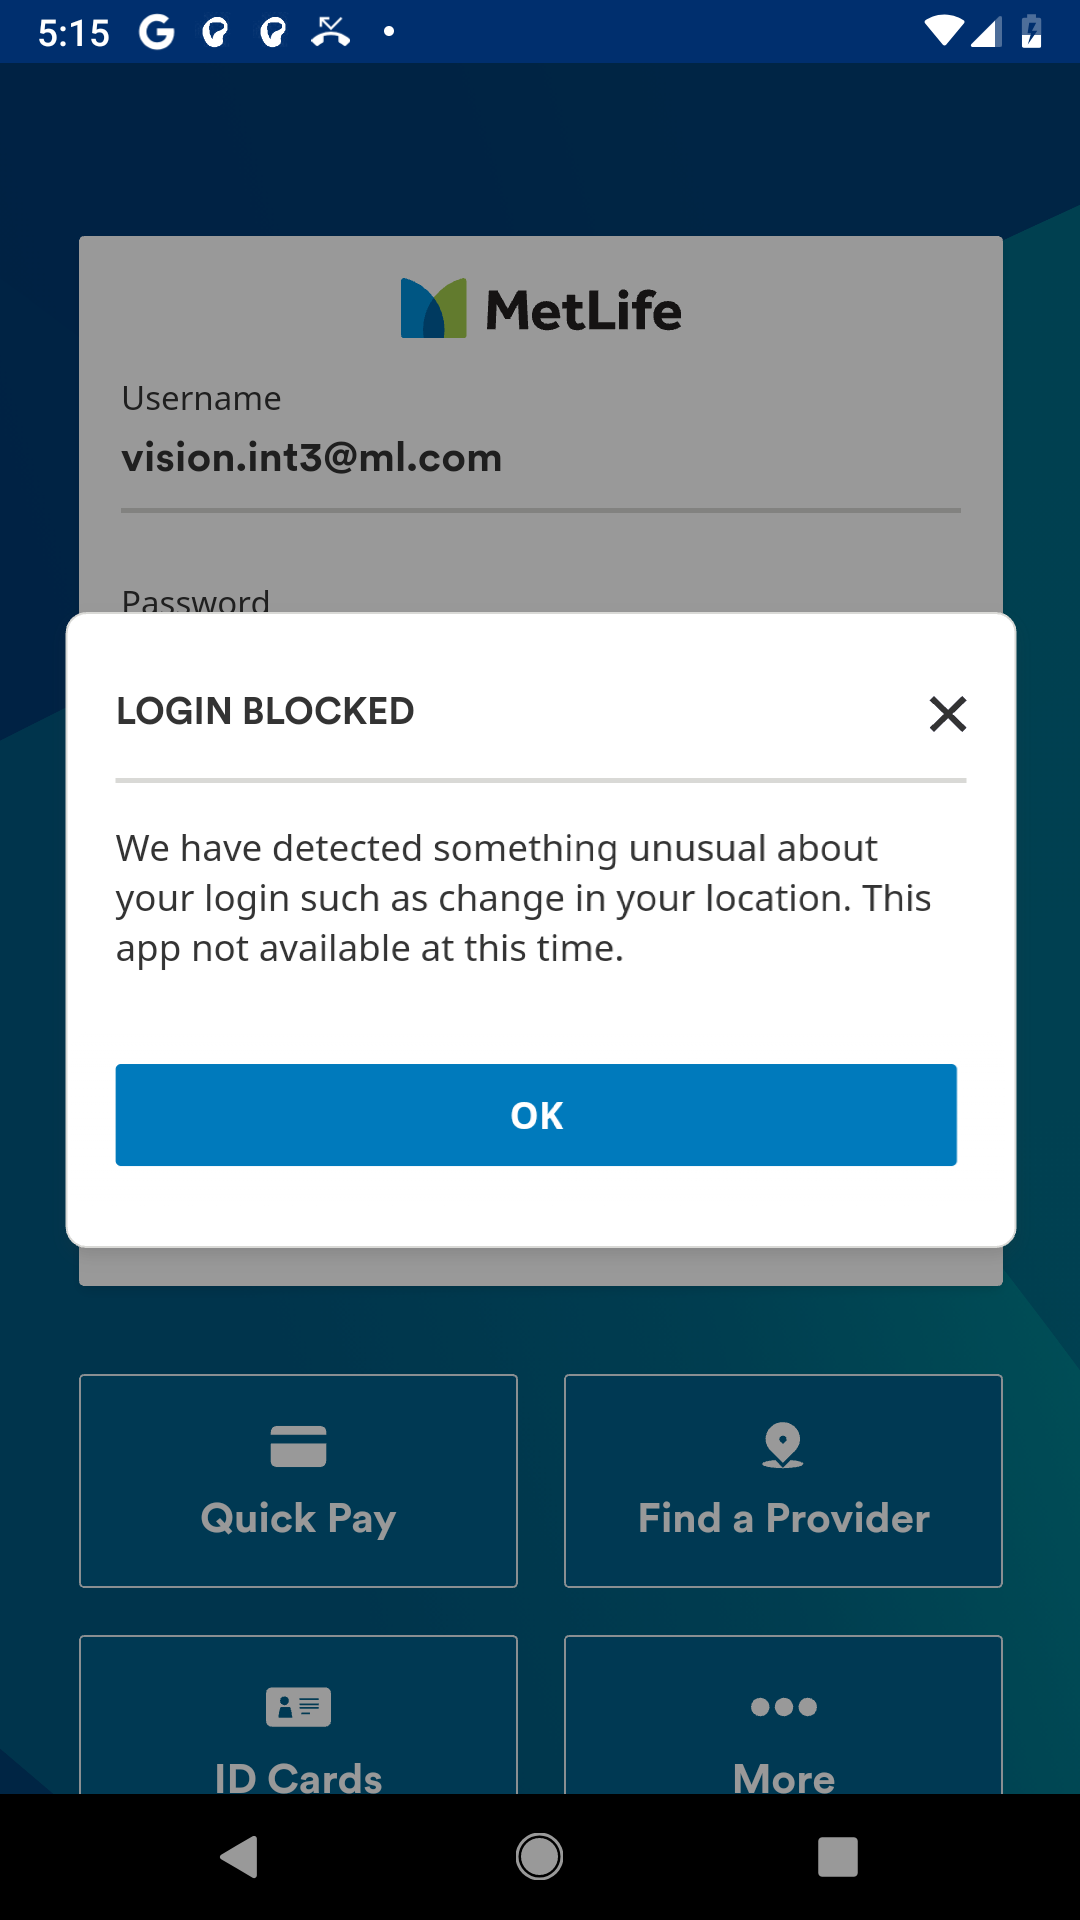 5:15
MetLife
Username
vision.int3@ml.com
Password
LOGIN BLOCKED
We have detected something unusual about
your login such as change in your location. This
app not available at this time.
OK
Quick Pay
Find a Provider
ID Cards
More